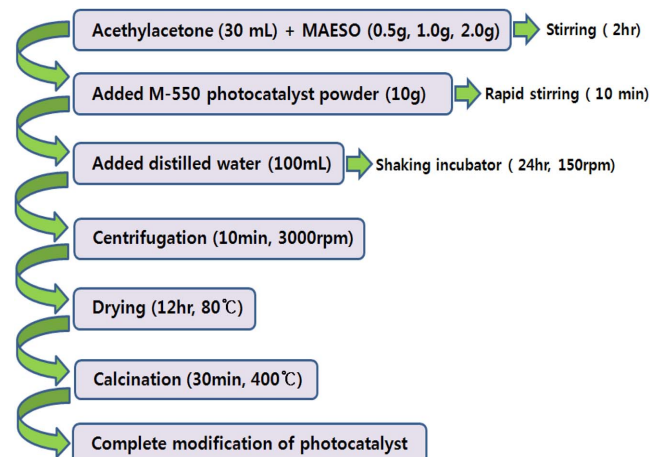 Acethylacetone (30 mL) + MAESO (0.5g, 1.0g, 2.0g) Stirring ( 2hr)
Added M-550 photocatalyst powder (10g) Rapid stirring ( 10 min)
Added distilled water (100mL) Shaking incubator ( 24hr, 150rpm)
Centrifugation (10min, 3000rpm)
Drying (12hr, 80℃)
Calcination (30min, 400℃)
Complete modification of photocatalyst